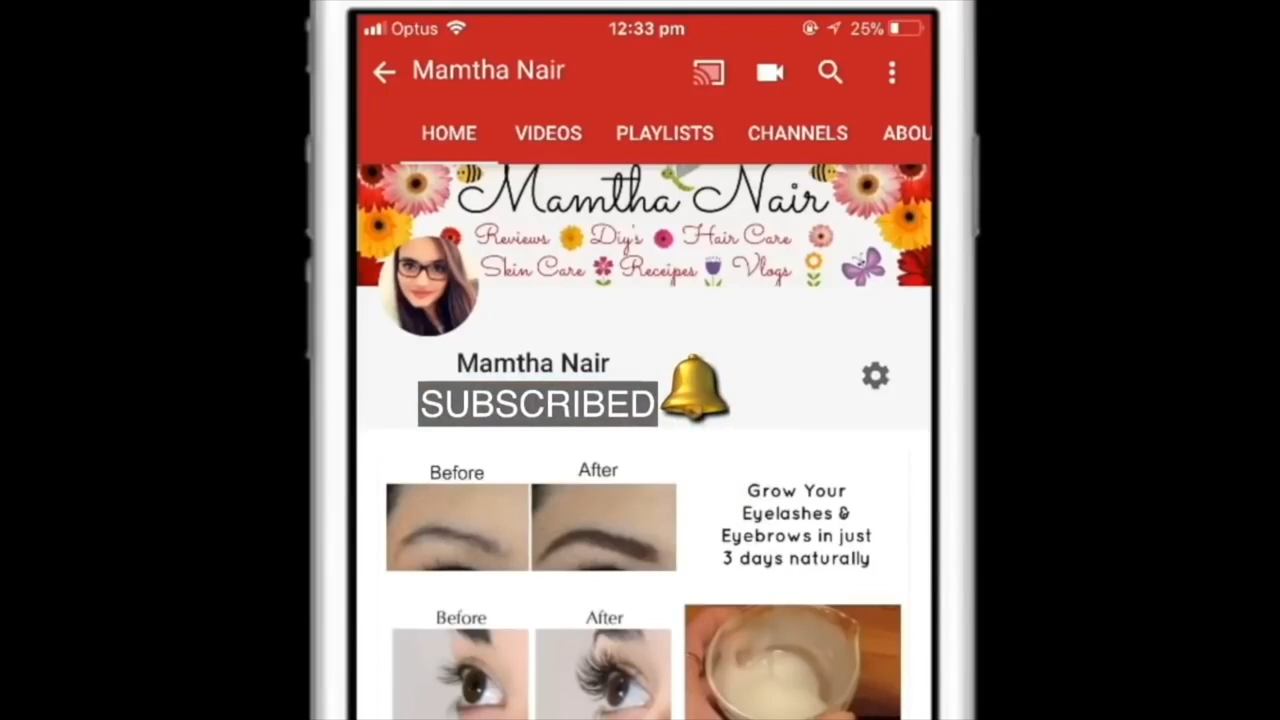 Optus 12:33 pm 25%
Mamtha Nair
HOME VIDEOS PLAYLISTS CHANNELS ABOU
Mamtha Nair
Reviews Diy's Hair Care
Skin Care Receipes Vlogs
Mamtha Nair
SUBSCRIBED
Before After
Grow Your
Eyelashes &
Eyebrows in just
3 days naturally
Before After